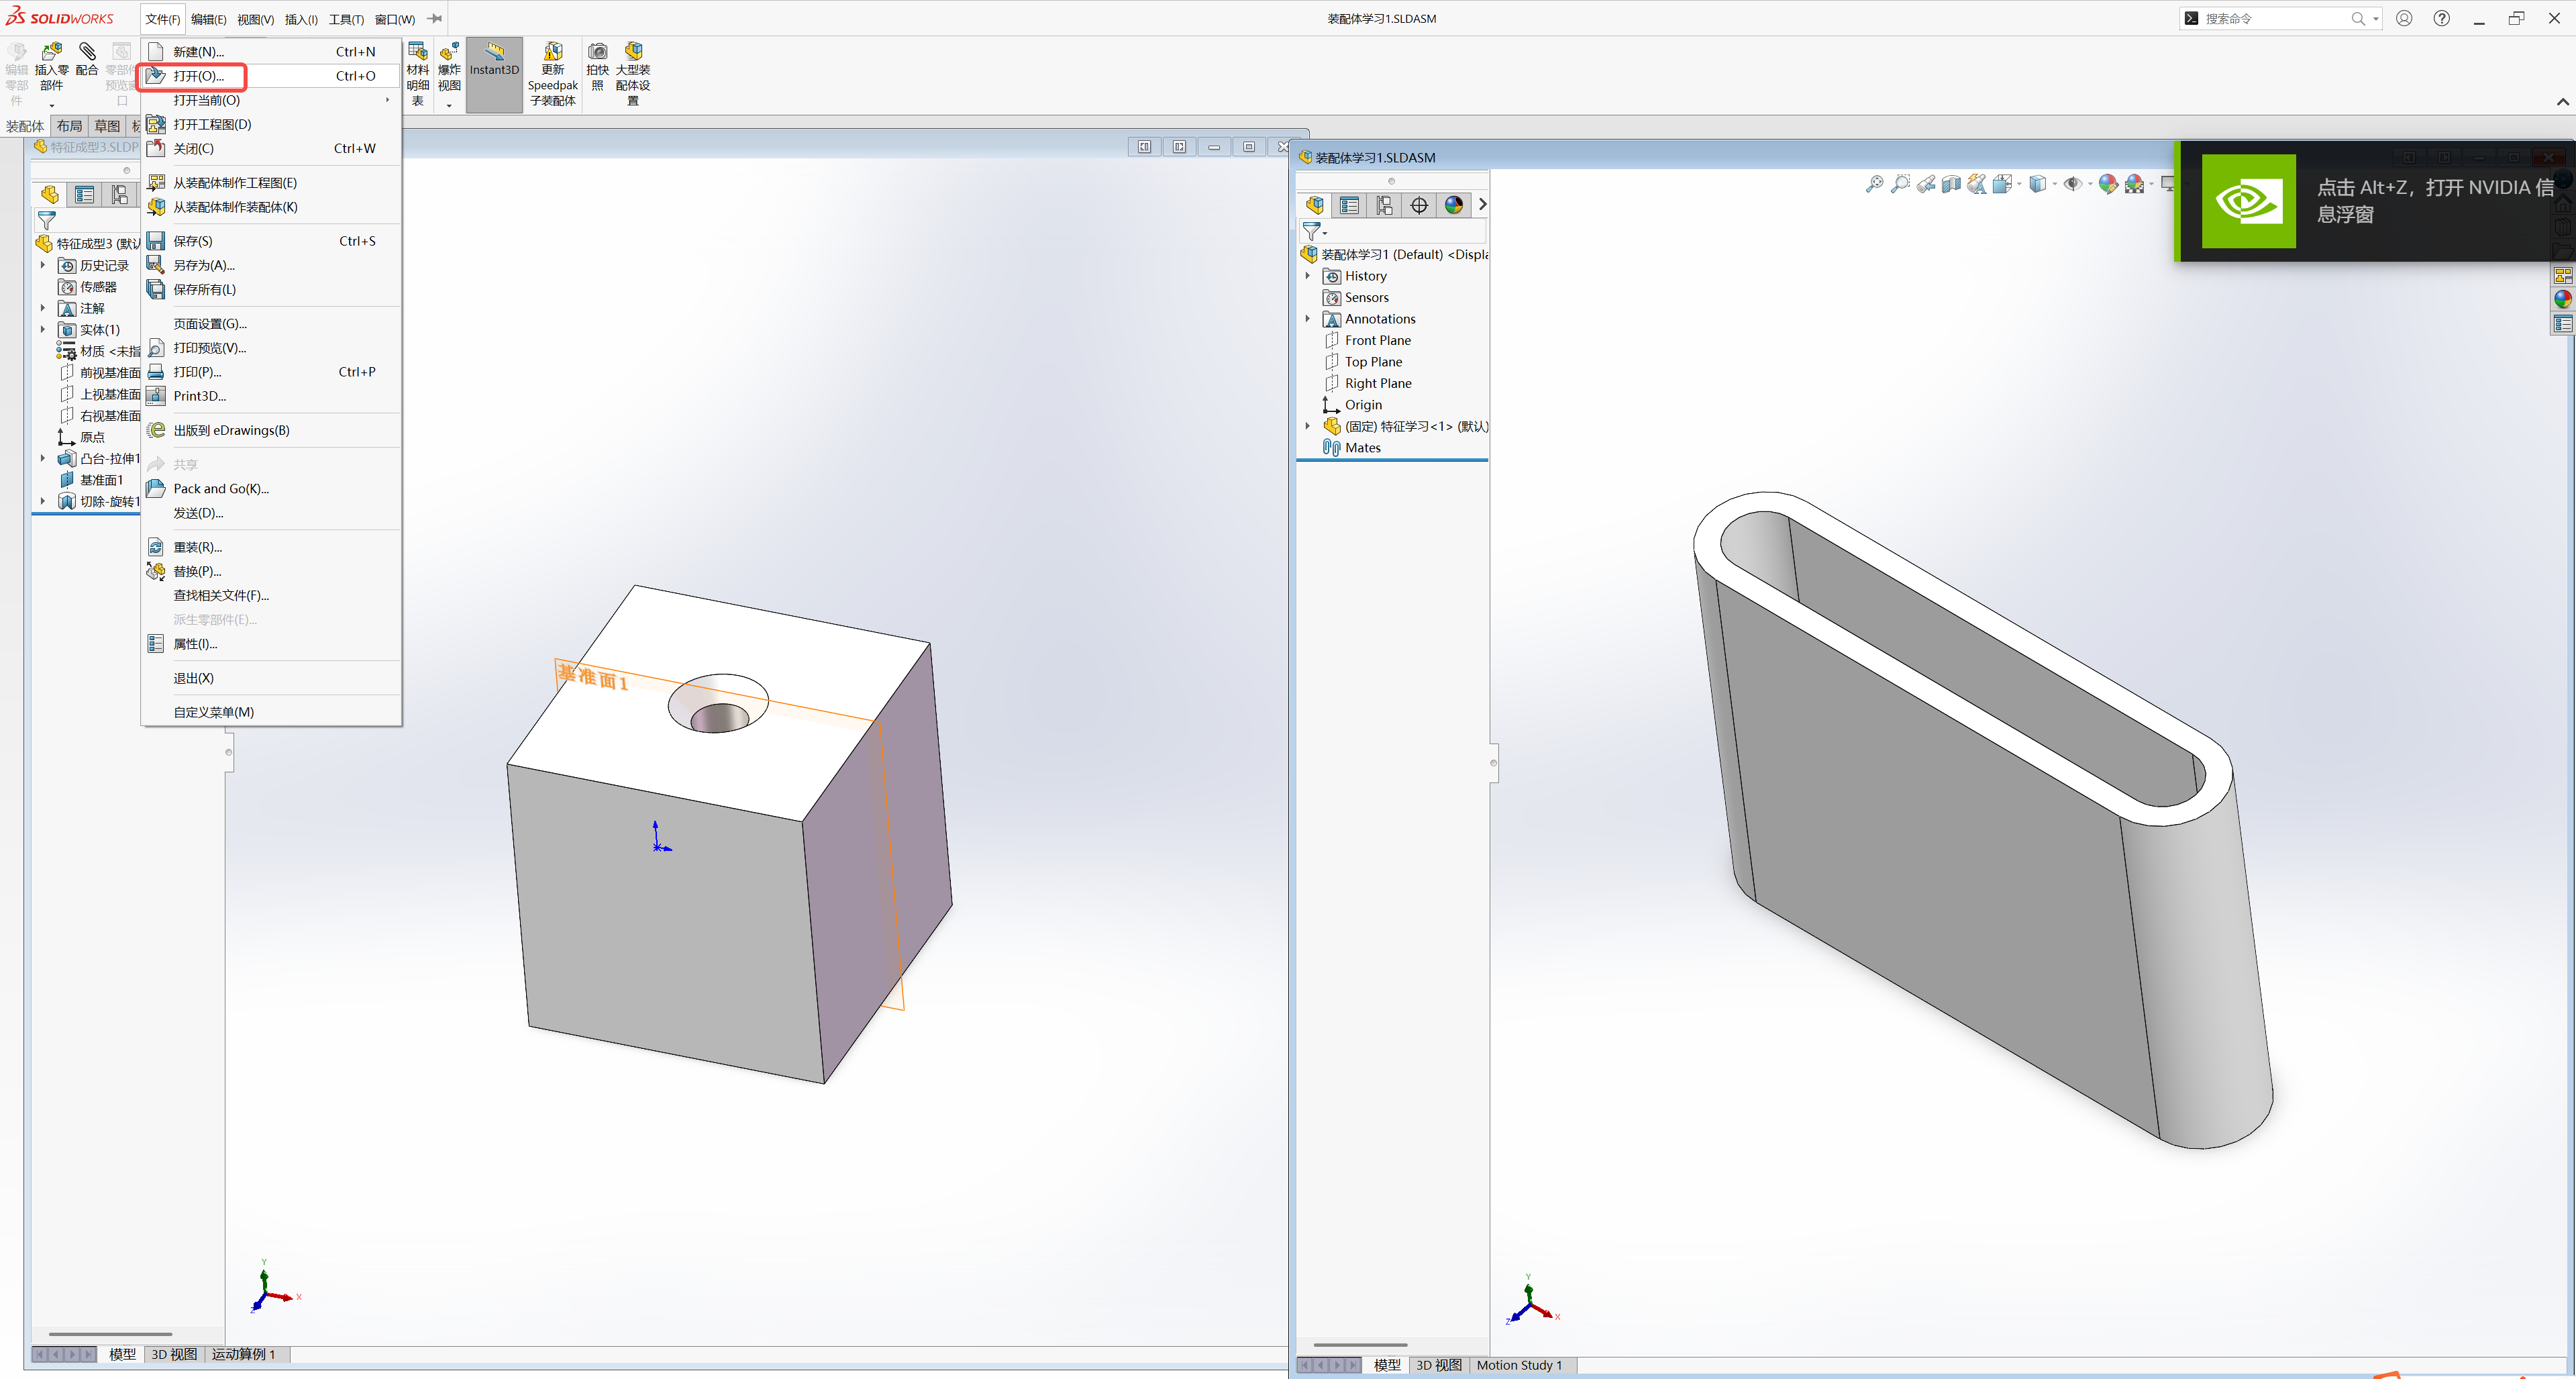 SOLIDWORKS
文件(F) 编辑(E) 视图(V) 插入(I) 工具(T) 窗口(W)
装配体学习1.SLDASM
搜索命令
编辑零部件
插入零部件
配合
零部件预览窗口
材料明细表
爆炸视图
Instant3D
更新 Speedpak 子装配体
拍快照
大型装配体设置
装配体 布局 草图
新建(N)... Ctrl+N
打开(O)... Ctrl+O
打开当前(O)
打开工程图(D)
关闭(C) Ctrl+W
从装配体制作工程图(E)
从装配体制作装配体(K)
保存(S) Ctrl+S
另存为(A)...
保存所有(L)
页面设置(G)...
打印预览(V)...
打印(P)... Ctrl+P
Print3D...
出版到 eDrawings(B)
共享
Pack and Go(K)...
发送(D)...
重装(R)...
替换(P)...
查找相关文件(F)...
派生零部件(E)...
属性(I)...
退出(X)
自定义菜单(M)
特征成型3.SLDP
特征成型3 (默认
历史记录
传感器
注解
实体(1)
材质 <未指
前视基准面
上视基准面
右视基准面
原点
凸台-拉伸1
基准面1
切除-旋转1
基准面1
Y
X
Z
模型 3D 视图 运动算例 1
装配体学习1.SLDASM
点击 Alt+Z，打开 NVIDIA 信
息浮窗
装配体学习1 (Default) <Displa
History
Sensors
Annotations
Front Plane
Top Plane
Right Plane
Origin
(固定) 特征学习<1> (默认)
Mates
Y
X
Z
模型 3D 视图 Motion Study 1